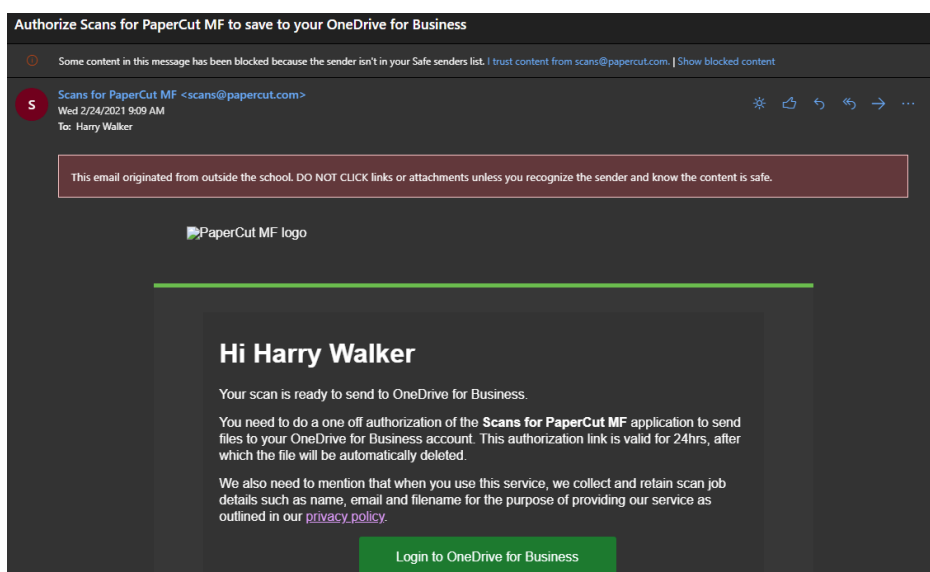 Authorize Scans for PaperCut MF to save to your OneDrive for Business
Some content in this message has been blocked because the sender isn't in your Safe senders list. I trust content from scans@papercut.com. | Show blocked content
S
Scans for PaperCut MF <scans@papercut.com>
Wed 2/24/2021 9:09 AM
To: Harry Walker
This email originated from outside the school. DO NOT CLICK links or attachments unless you recognize the sender and know the content is safe.
PaperCut MF logo
Hi Harry Walker
Your scan is ready to send to OneDrive for Business.
You need to do a one off authorization of the Scans for PaperCut MF application to send
files to your OneDrive for Business account. This authorization link is valid for 24hrs, after
which the file will be automatically deleted.
We also need to mention that when you use this service, we collect and retain scan job
details such as name, email and filename for the purpose of providing our service as
outlined in our privacy policy.
Login to OneDrive for Business